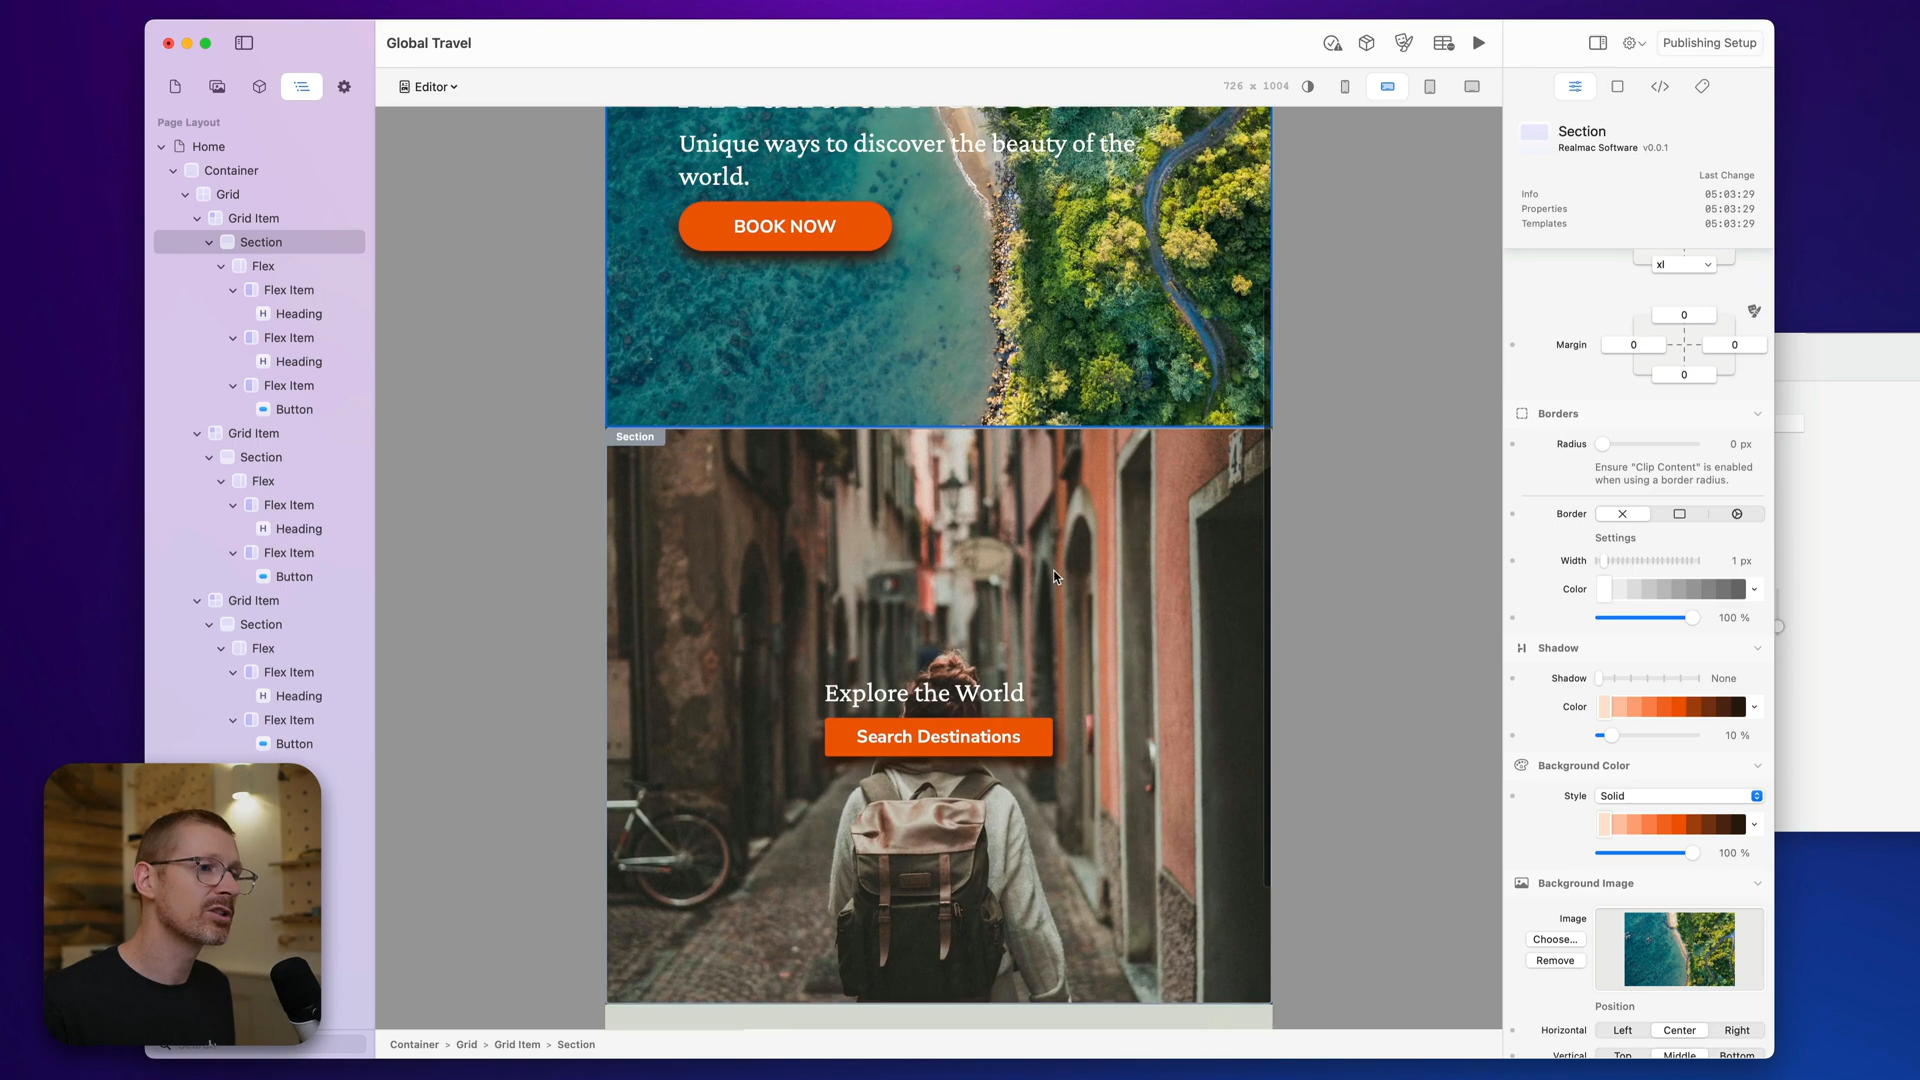 Global Travel
Publishing Setup
Editor
726 x 1004
Page Layout
Home
Container
Grid
Grid Item
Section
Flex
Flex Item
Heading
Flex Item
Heading
Flex Item
Button
Grid Item
Section
Flex
Flex Item
Heading
Flex Item
Button
Grid Item
Section
Flex
Flex Item
Heading
Flex Item
Button
Unique ways to discover the beauty of the
world.
BOOK NOW
Section
Explore the World
Search Destinations
Container > Grid > Grid Item > Section
Section
Realmac Software v0.0.1
Last Change
Info 05:03:29
Properties 05:03:29
Templates 05:03:29
xl
0
Margin 0 0
0
Borders
Radius 0 px
Ensure "Clip Content" is enabled
when using a border radius.
Border
Settings
Width 1 px
Color
100 %
Shadow
Shadow None
Color
10 %
Background Color
Style Solid
100 %
Background Image
Image
Choose...
Remove
Position
Horizontal Left Center Right
Vertical Top Middle Bottom